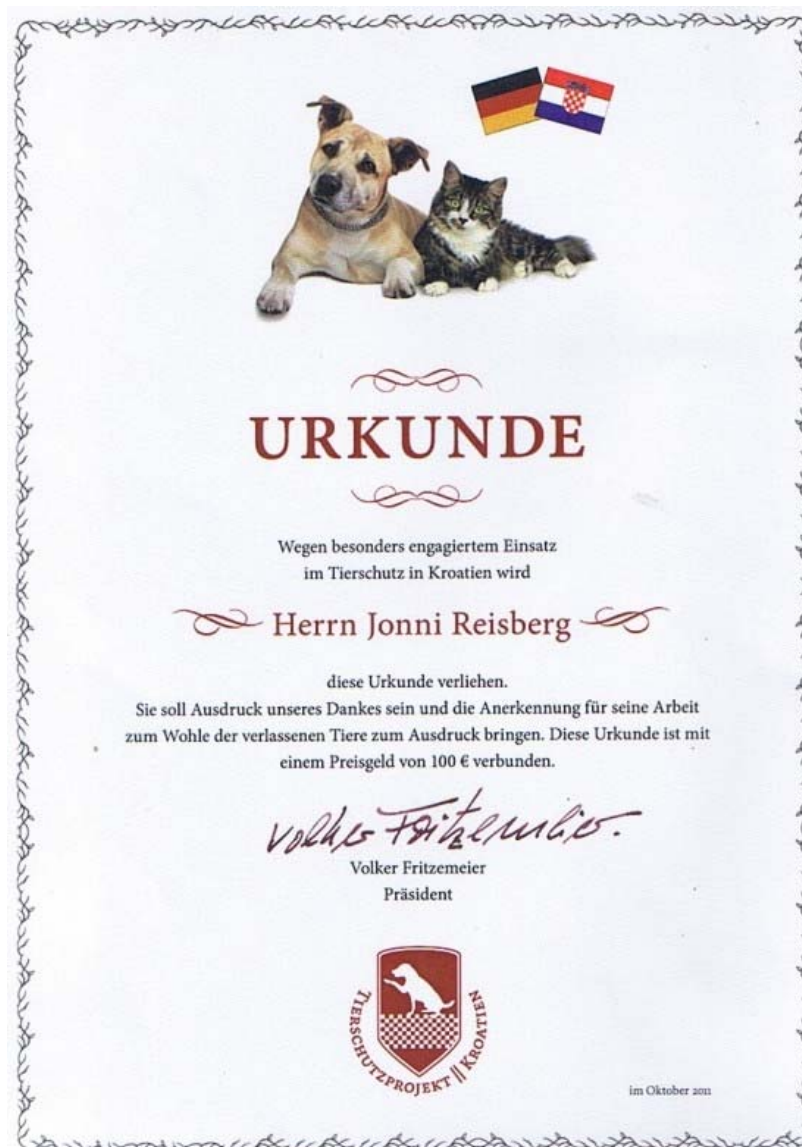 URKUNDE
Wegen besonders engagiertem Einsatz
im Tierschutz in Kroatien wird
Herrn Jonni Reisberg
diese Urkunde verliehen.
Sie soll Ausdruck unseres Dankes sein und die Anerkennung für seine Arbeit
zum Wohle der verlassenen Tiere zum Ausdruck bringen. Diese Urkunde ist mit
einem Preisgeld von 100 € verbunden.
Volker Fritzemeier.
Volker Fritzemeier
Präsident
TIERSCHUTZPROJEKT || KROATIEN
im Oktober 2011